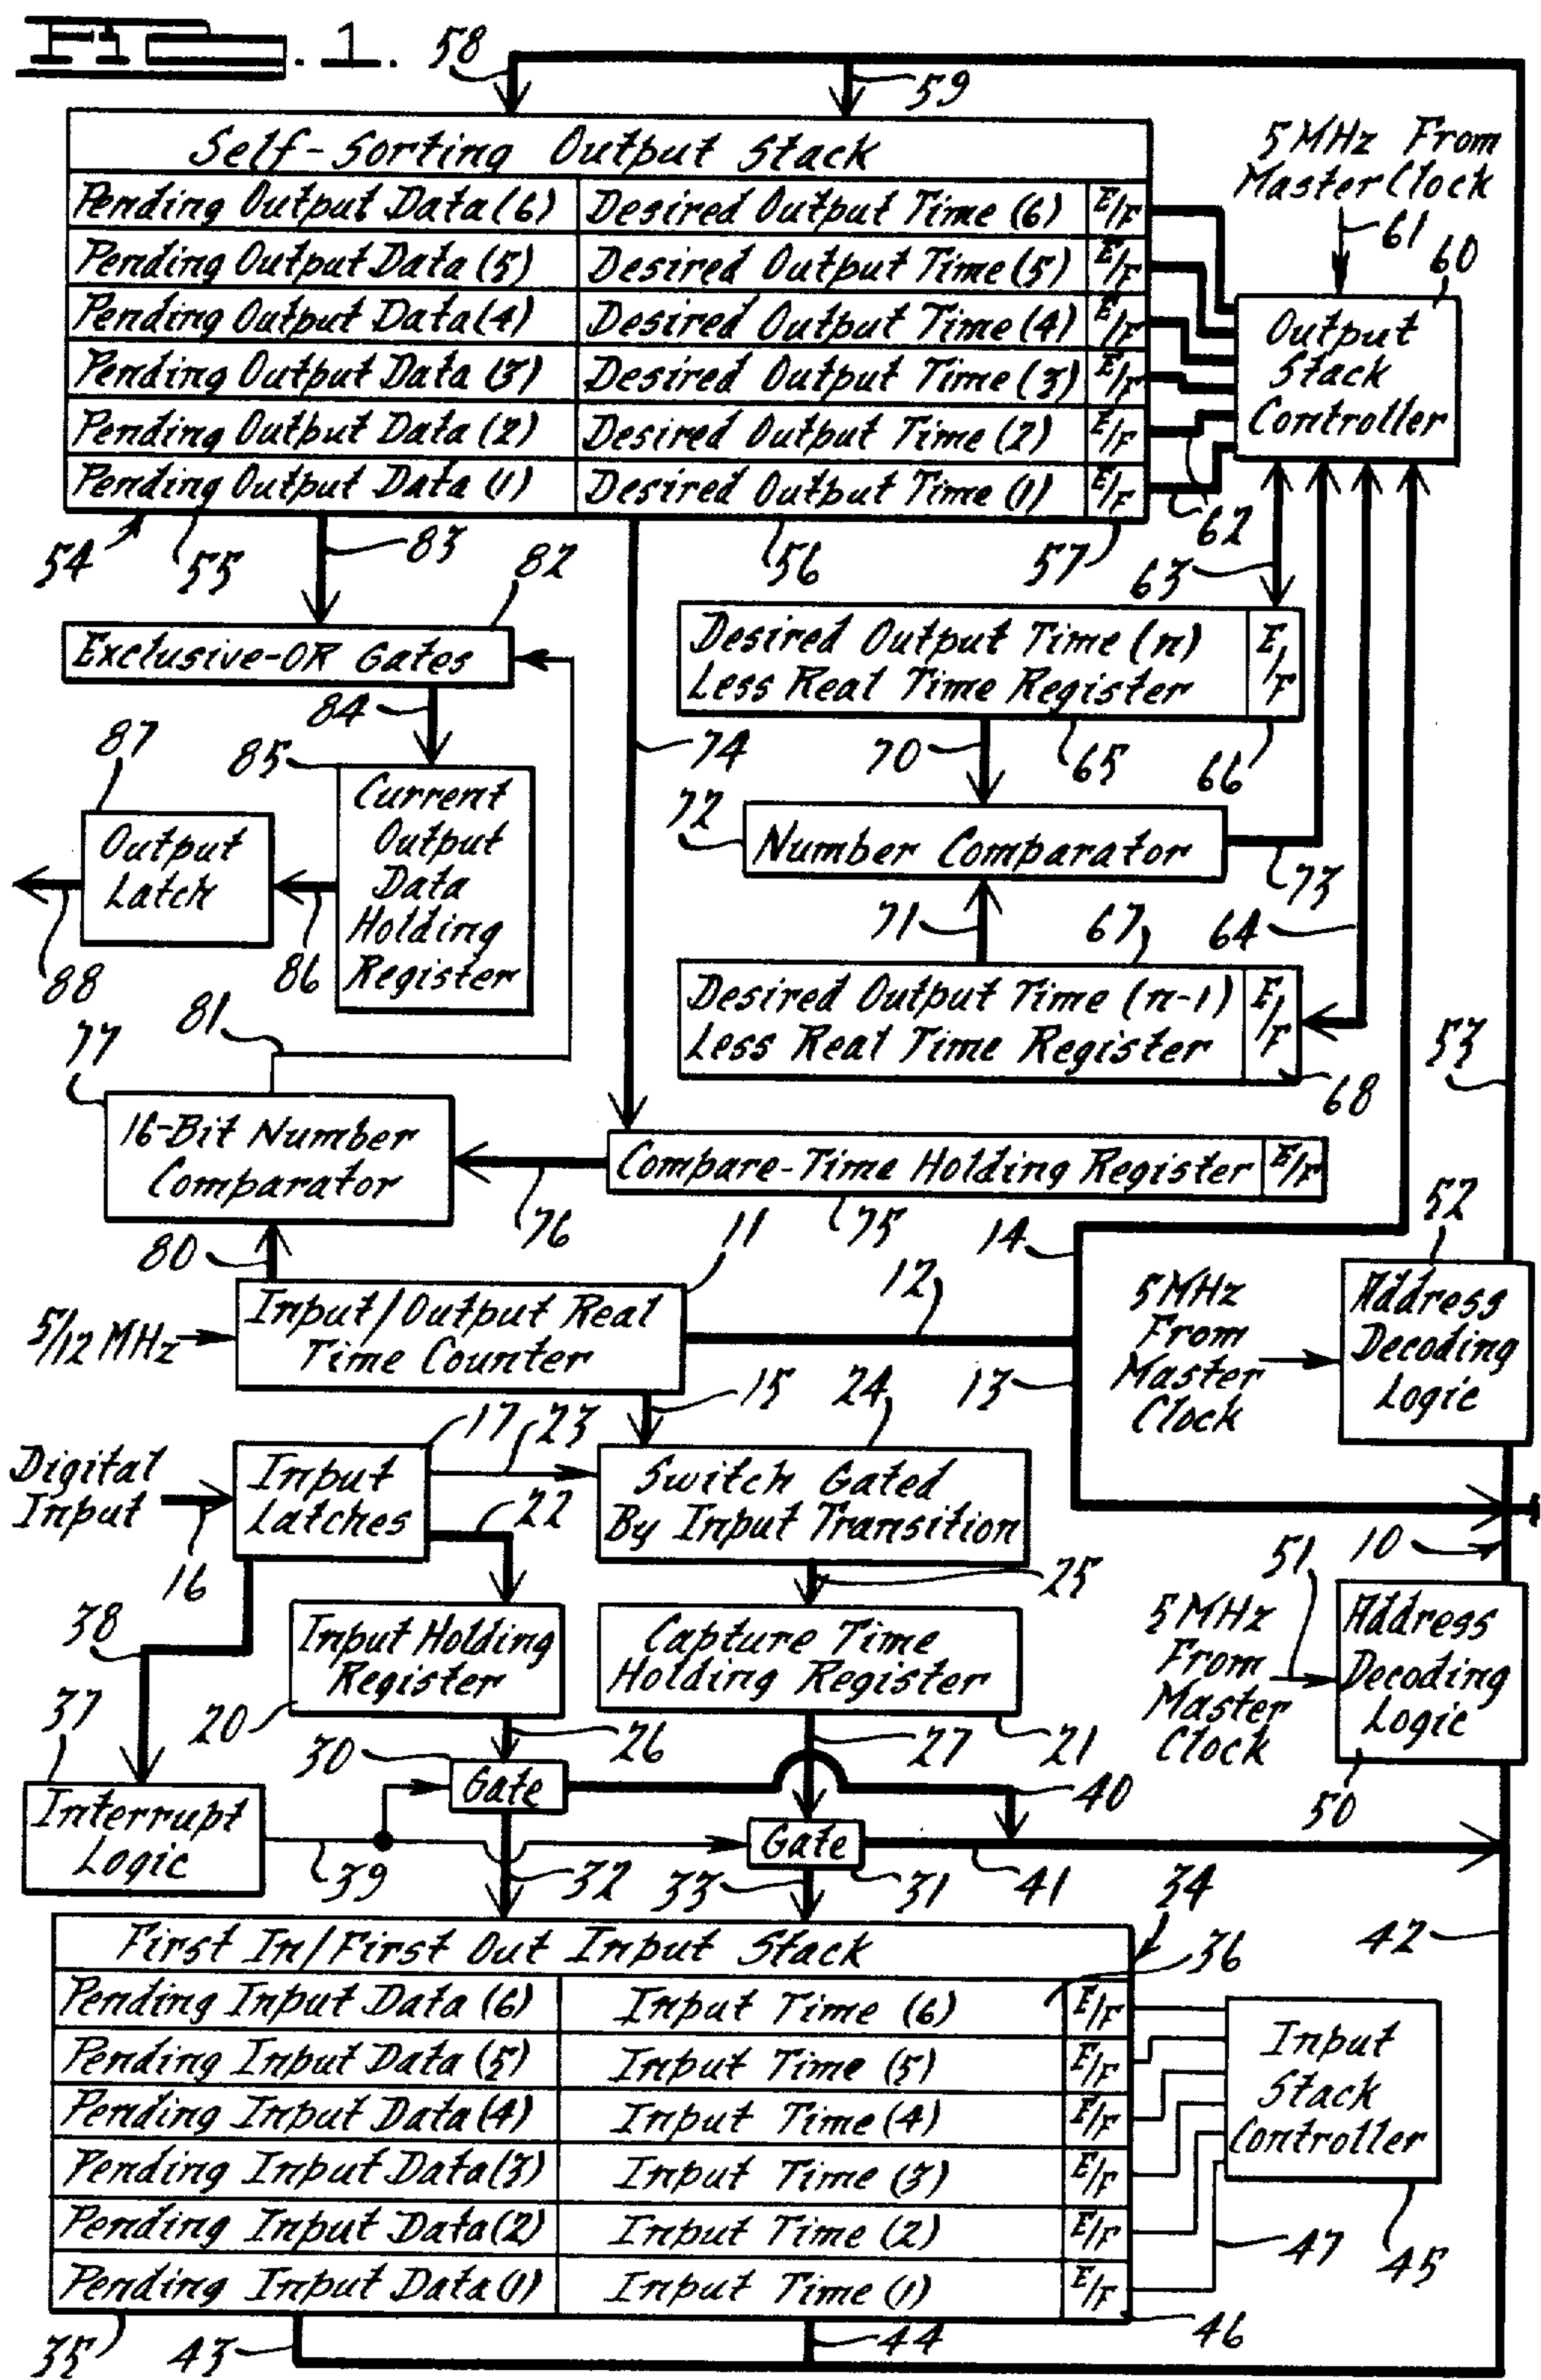 FIG. 1.
58
59
Self-Sorting Output Stack
Pending Output Data (6) Desired Output Time (6) E/F
Pending Output Data (5) Desired Output Time (5) E/F
Pending Output Data (4) Desired Output Time (4) E/F
Pending Output Data (3) Desired Output Time (3) E/F
Pending Output Data (2) Desired Output Time (2) E/F
Pending Output Data (1) Desired Output Time (1) E/F
5 MHz From
Master Clock
61
60
Output
Stack
Controller
62
62
54
55
83
82
56
57
63
Exclusive-OR Gates
84
Desired Output Time (n)
Less Real Time Register
E/F
87
85
74
70
65
66
Current
Output
Data
Holding
Register
Output
Latch
72
Number Comparator
73
88
86
71
67
64
Desired Output Time (n-1)
Less Real Time Register
E/F
68
53
81
77
16-Bit Number
Comparator
Compare-Time Holding Register E/F
76
75
80
11
14
12
52
5/12 MHz
Input/Output Real
Time Counter
5 MHz
From
Master
Clock
Address
Decoding
Logic
15
24
13
17
23
Digital
Input
16
Input
Latches
22
Switch Gated
By Input Transition
10
25
51
38
Input Holding
Register
Capture Time
Holding Register
5 MHz
From
Master
Clock
Address
Decoding
Logic
37
20
26
27
21
30
50
Gate
40
Interrupt
Logic
39
Gate
32
33
31
41
34
42
First In/First Out Input Stack
36
Pending Input Data (6) Input Time (6) E/F
Pending Input Data (5) Input Time (5) E/F
Pending Input Data (4) Input Time (4) E/F
Pending Input Data (3) Input Time (3) E/F
Pending Input Data (2) Input Time (2) E/F
Pending Input Data (1) Input Time (1) E/F
Input
Stack
Controller
47
45
35
43
44
46